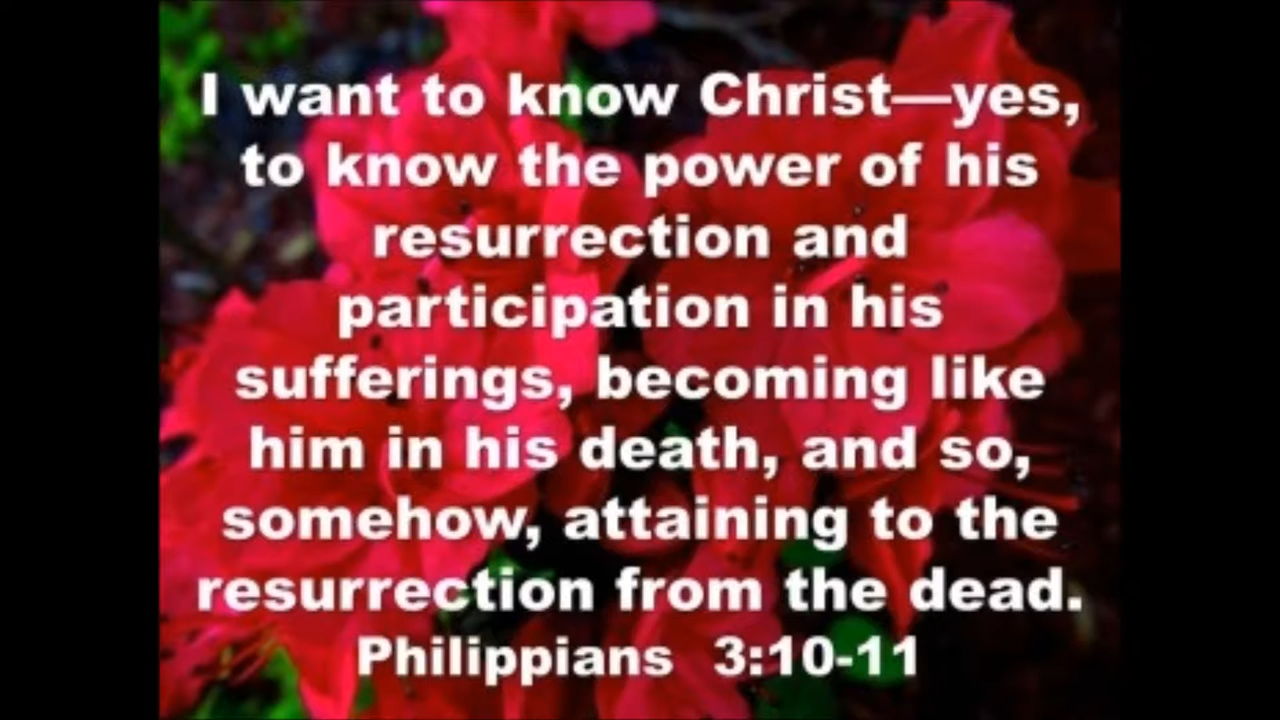 I want to know Christ—yes,
to know the power of his
resurrection and
participation in his
sufferings, becoming like
him in his death, and so,
somehow, attaining to the
resurrection from the dead.
Philippians 3:10-11